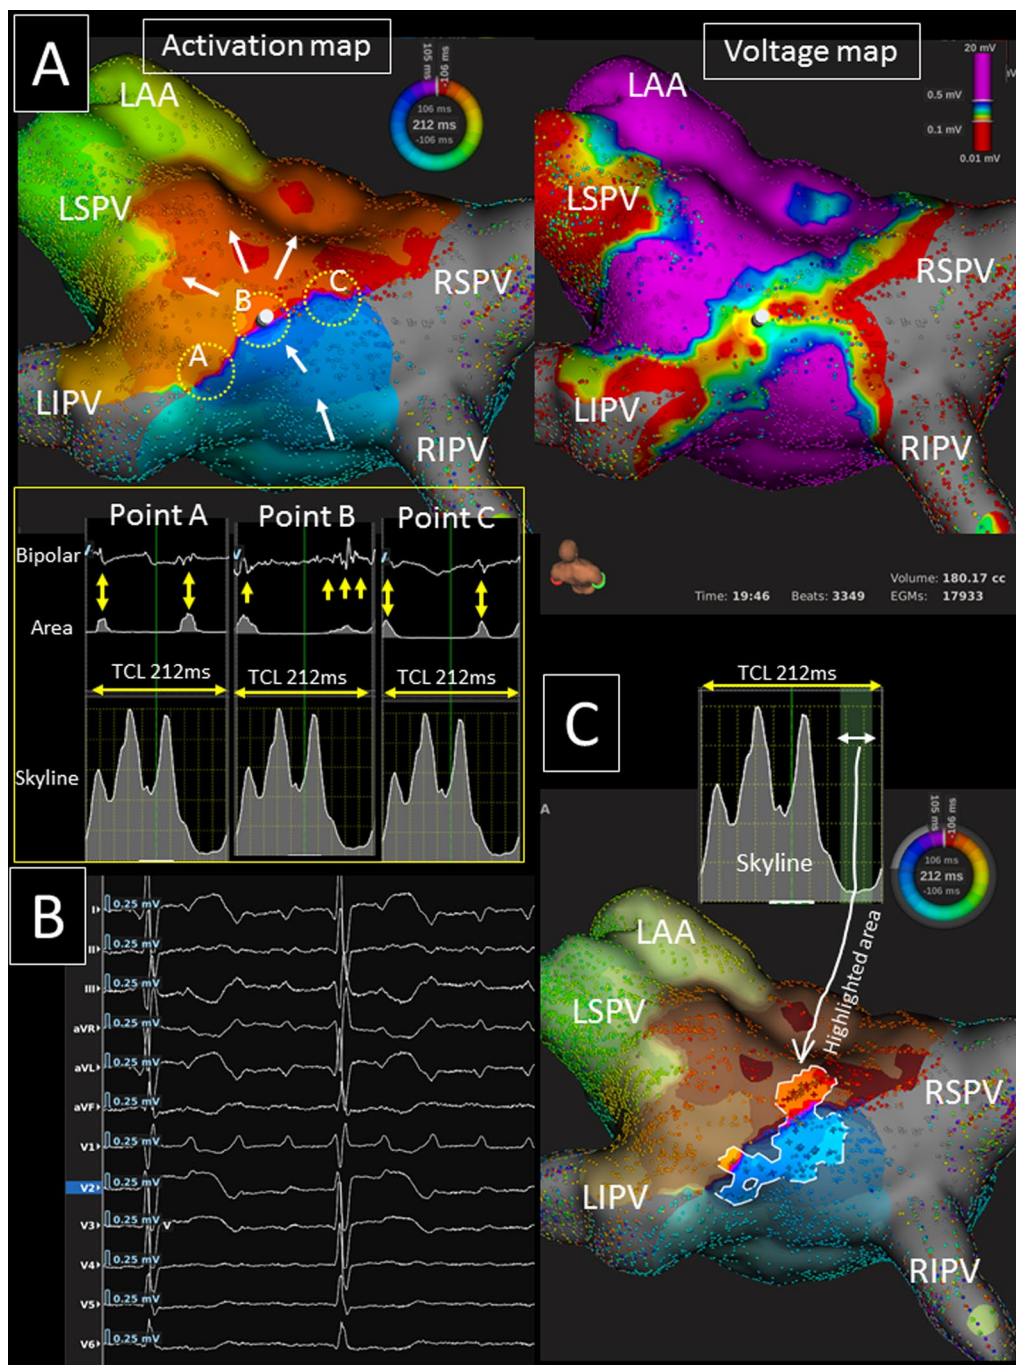 A
Activation map
Voltage map
105 ms
-106 ms
106 ms
212 ms
-106 ms
20 mV
0.5 mV
0.1 mV
0.01 mV
LAA
LAA
LSPV
LSPV
RSPV
RSPV
C
B
A
LIPV
LIPV
RIPV
RIPV
Point A
Point B
Point C
Bipolar
Area
TCL 212ms
TCL 212ms
TCL 212ms
Skyline
Volume: 180.17 cc
Time: 19:46
Beats: 3349
EGMs: 17933
B
I
0.25 mV
II
0.25 mV
III
0.25 mV
aVR
0.25 mV
aVL
0.25 mV
aVF
0.25 mV
V1
0.25 mV
V2
0.25 mV
V3
0.25 mV
V
V4
0.25 mV
V5
0.25 mV
V6
0.25 mV
C
TCL 212ms
Skyline
A
105 ms
-106 ms
106 ms
212 ms
-106 ms
LAA
Highlighted area
LSPV
RSPV
LIPV
RIPV